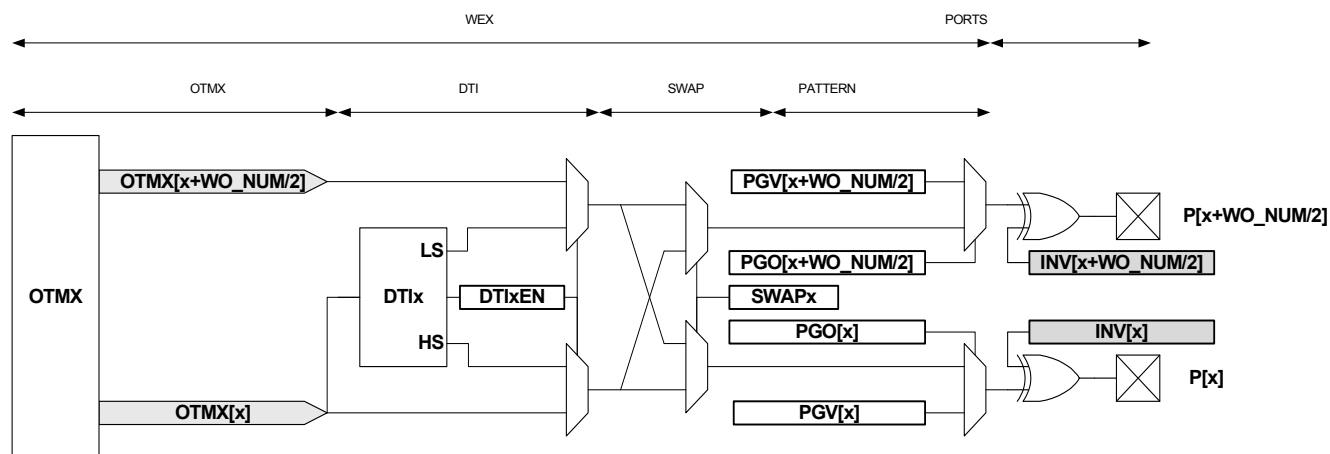 WEX PORTS
OTMX DTI SWAP PATTERN
OTMX[x+WO_NUM/2] PGV[x+WO_NUM/2]
P[x+WO_NUM/2]
LS
PGO[x+WO_NUM/2] INV[x+WO_NUM/2]
OTMX DTIx DTIxEN SWAPx
HS PGO[x] INV[x]
P[x]
OTMX[x] PGV[x]